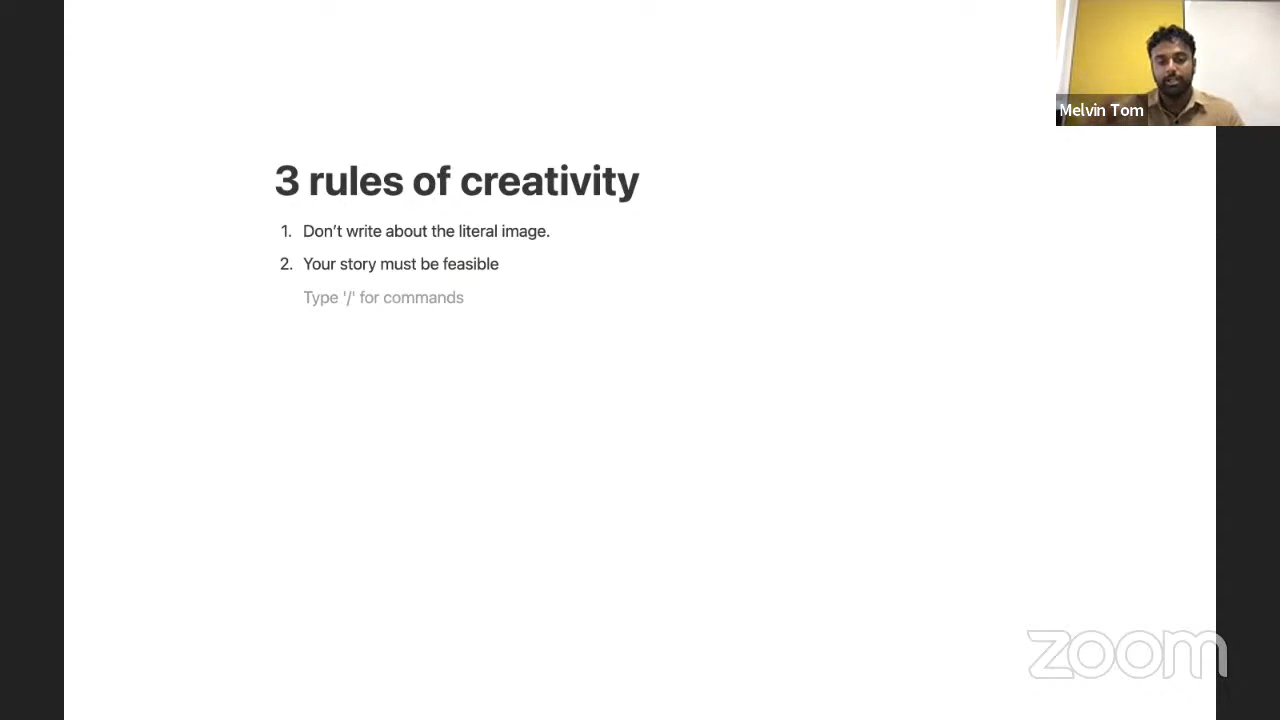 Melvin Tom
3 rules of creativity
1. Don’t write about the literal image.
2. Your story must be feasible
Type '/' for commands
zoom